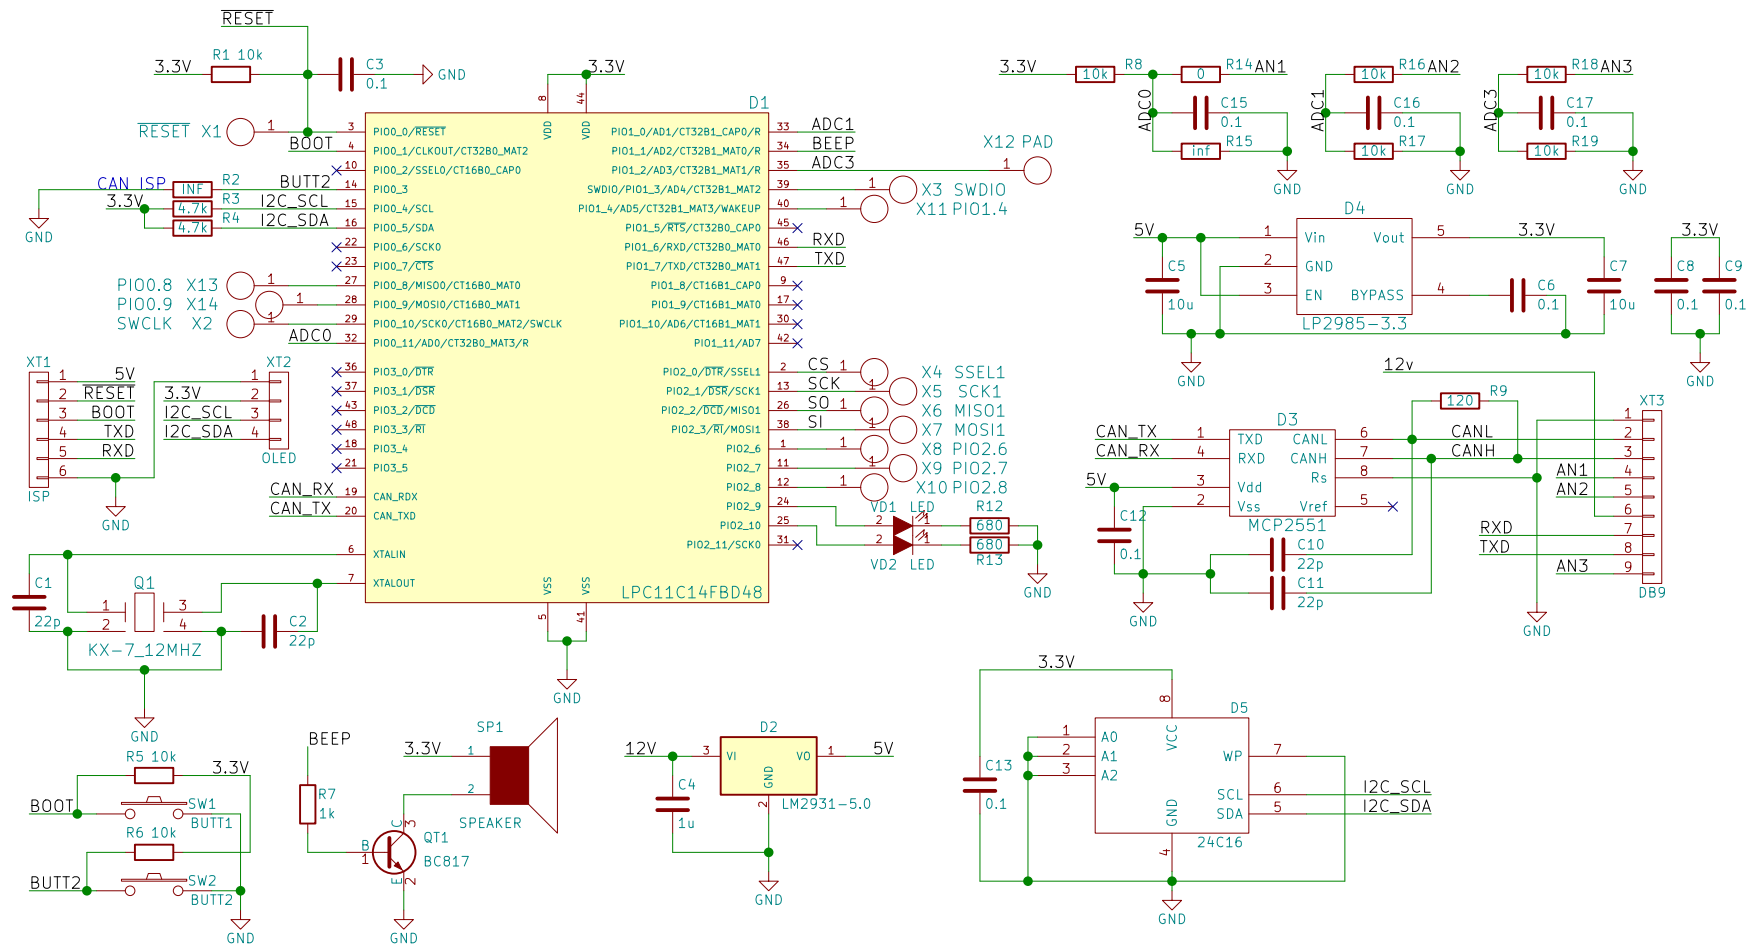 RESET
R1 10k
3.3V
C3
0.1
GND
RESET X1
1
BOOT
CAN_ISP
INF
R2
BUTT2
3.3V
4.7k
R3
I2C_SCL
4.7k
R4
I2C_SDA
GND
PIO0.8 X13
1
PIO0.9 X14
1
SWCLK X2
1
ADC0
3.3V
8
44
VDD
VDD
D1
3
PIO0_0/RESET
4
PIO0_1/CLKOUT/CT32B0_MAT2
10
PIO0_2/SSEL0/CT16B0_CAP0
14
PIO0_3
15
PIO0_4/SCL
16
PIO0_5/SDA
22
PIO0_6/SCK0
23
PIO0_7/CTS
27
PIO0_8/MISO0/CT16B0_MAT0
28
PIO0_9/MOSI0/CT16B0_MAT1
29
PIO0_10/SCK0/CT16B0_MAT2/SWCLK
32
PIO0_11/AD0/CT32B0_MAT3/R
36
PIO3_0/DTR
37
PIO3_1/DSR
43
PIO3_2/DCD
48
PIO3_3/RI
18
PIO3_4
21
PIO3_5
19
CAN_RDX
20
CAN_TXD
6
XTALIN
7
XTALOUT
PIO1_0/AD1/CT32B1_CAP0/R
33
ADC1
PIO1_1/AD2/CT32B1_MAT0/R
34
BEEP
PIO1_2/AD3/CT32B1_MAT1/R
35
ADC3
SWDIO/PIO1_3/AD4/CT32B1_MAT2
39
PIO1_4/AD5/CT32B1_MAT3/WAKEUP
40
PIO1_5/RTS/CT32B0_CAP0
45
PIO1_6/RXD/CT32B0_MAT0
46
RXD
PIO1_7/TXD/CT32B0_MAT1
47
TXD
PIO1_8/CT16B1_CAP0
9
PIO1_9/CT16B1_MAT0
17
PIO1_10/AD6/CT16B1_MAT1
30
PIO1_11/AD7
42
PIO2_0/DTR/SSEL1
2
CS
PIO2_1/DSR/SCK1
13
SCK
PIO2_2/DCD/MISO1
26
SO
PIO2_3/RI/MOSI1
38
SI
PIO2_6
1
PIO2_7
11
PIO2_8
12
PIO2_9
24
PIO2_10
25
PIO2_11/SCK0
31
VSS
VSS
5
41
LPC11C14FBD48
GND
X12 PAD
1
1
X3 SWDIO
1
X11 PIO1.4
1
X4 SSEL1
1
X5 SCK1
1
X6 MISO1
1
X7 MOSI1
1
X8 PIO2.6
1
X9 PIO2.7
1
X10 PIO2.8
VD1 LED
2
1
R12
680
2
1
680
R13
VD2 LED
GND
XT1
1
5V
2
RESET
3
BOOT
4
TXD
5
RXD
6
ISP
GND
XT2
1
3.3V
2
I2C_SCL
3
I2C_SDA
4
OLED
CAN_RX
CAN_TX
C1
22p
Q1
1
3
2
4
KX-7_12MHZ
C2
22p
GND
R5 10k
3.3V
BOOT
SW1
BUTT1
R6 10k
BUTT2
SW2
BUTT2
GND
BEEP
R7
1k
B
1
C
3
E
2
QT1
BC817
GND
3.3V
SP1
1
2
SPEAKER
12V
D2
3
VI
VO
1
5V
GND
2
C4
1u
LM2931-5.0
GND
3.3V
10k
R8
ADC0
0
R14
AN1
C15
0.1
inf
R15
GND
ADC1
10k
R16
AN2
C16
0.1
10k
R17
GND
ADC3
10k
R18
AN3
C17
0.1
10k
R19
GND
D4
5V
1
Vin
Vout
5
3.3V
2
GND
3
EN
BYPASS
4
LP2985-3.3
C5
10u
C6
0.1
C7
10u
GND
3.3V
C8
0.1
C9
0.1
GND
12v
R9
120
D3
CAN_TX
1
TXD
CANL
6
CANL
CAN_RX
4
RXD
CANH
7
CANH
Rs
8
5V
3
Vdd
2
Vss
Vref
5
MCP2551
C12
0.1
C10
22p
C11
22p
GND
XT3
1
2
3
AN1
4
AN2
5
6
RXD
7
TXD
8
AN3
9
DB9
GND
3.3V
8
VCC
D5
1
A0
2
A1
3
A2
WP
7
SCL
6
I2C_SCL
SDA
5
I2C_SDA
GND
4
24C16
C13
0.1
GND